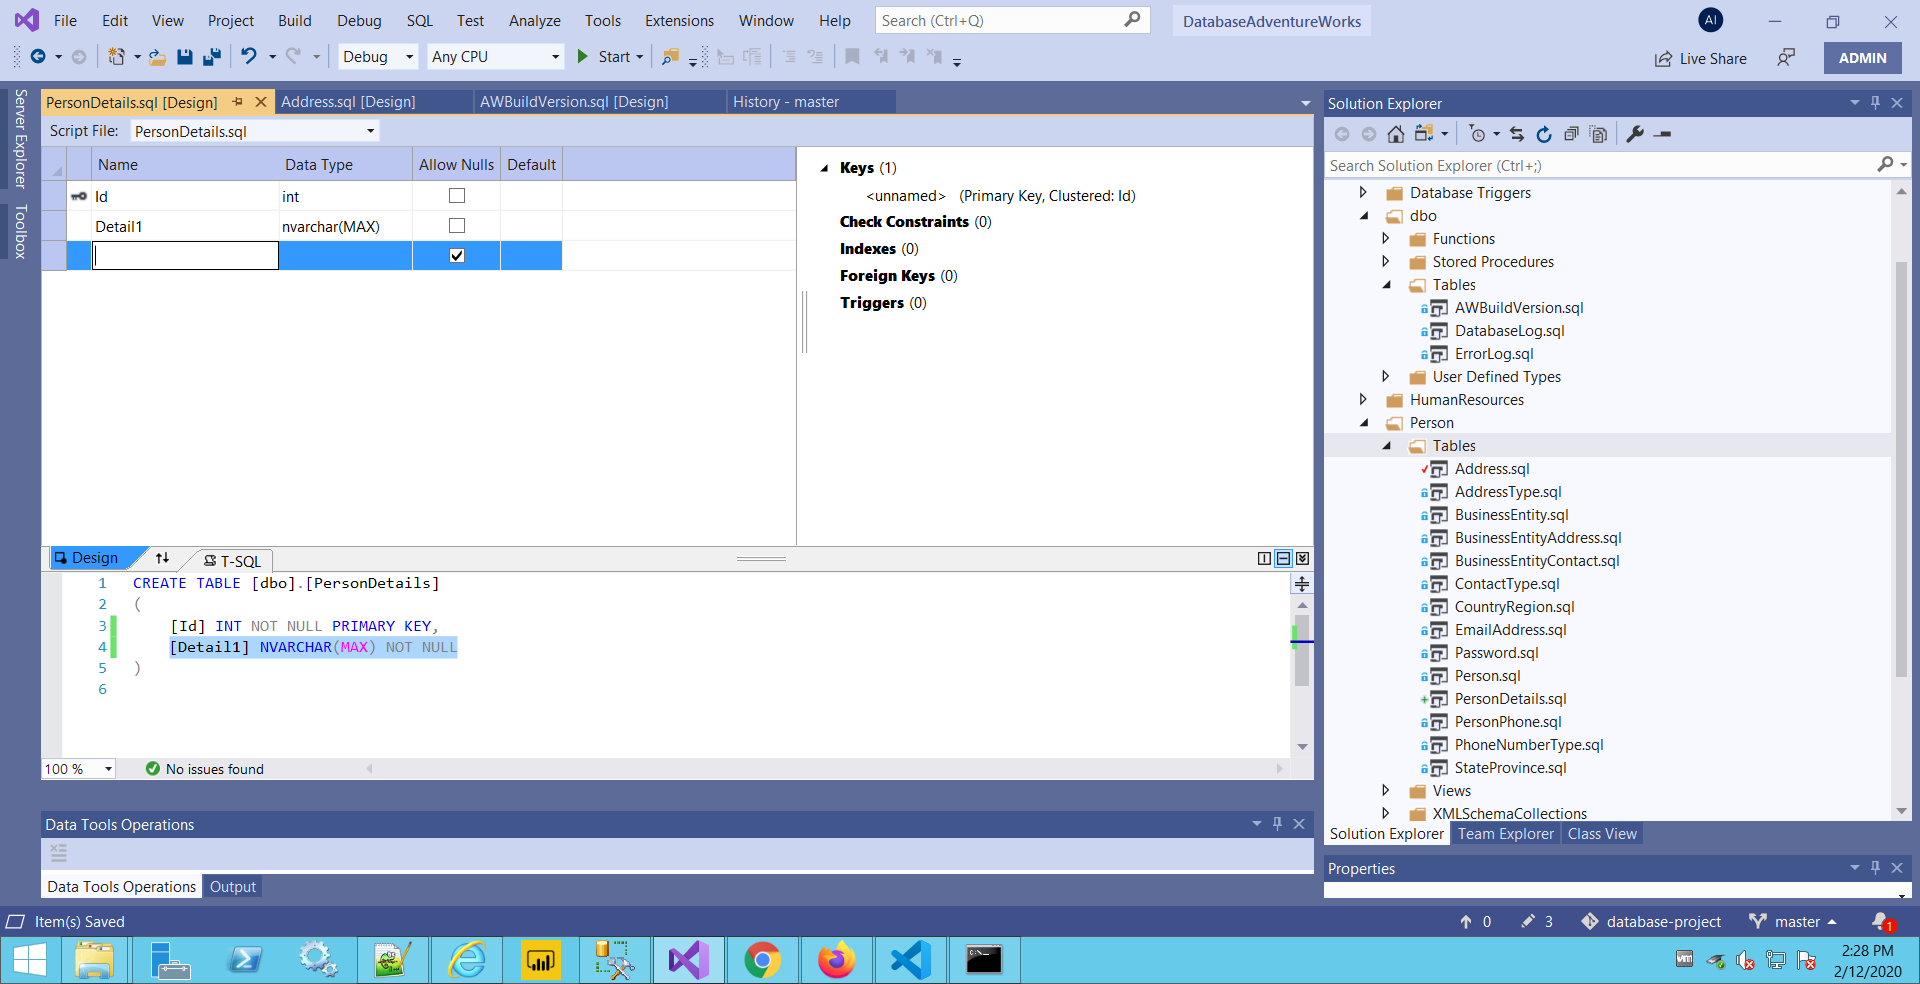 File Edit View Project Build Debug SQL Test Analyze Tools Extensions Window Help Search (Ctrl+Q) DatabaseAdventureWorks AI
Debug Any CPU Start Live Share ADMIN
Server Explorer
Toolbox
PersonDetails.sql [Design] Address.sql [Design] AWBuildVersion.sql [Design] History - master
Script File: PersonDetails.sql
Name Data Type Allow Nulls Default
Id int
Detail1 nvarchar(MAX)
Keys (1)
<unnamed> (Primary Key, Clustered: Id)
Check Constraints (0)
Indexes (0)
Foreign Keys (0)
Triggers (0)
Design T-SQL
1 CREATE TABLE [dbo].[PersonDetails]
2 (
3 [Id] INT NOT NULL PRIMARY KEY,
4 [Detail1] NVARCHAR(MAX) NOT NULL
5 )
6
100 % No issues found
Data Tools Operations
Data Tools Operations Output
Solution Explorer
Search Solution Explorer (Ctrl+;)
Database Triggers
dbo
Functions
Stored Procedures
Tables
AWBuildVersion.sql
DatabaseLog.sql
ErrorLog.sql
User Defined Types
HumanResources
Person
Tables
Address.sql
AddressType.sql
BusinessEntity.sql
BusinessEntityAddress.sql
BusinessEntityContact.sql
ContactType.sql
CountryRegion.sql
EmailAddress.sql
Password.sql
Person.sql
PersonDetails.sql
PersonPhone.sql
PhoneNumberType.sql
StateProvince.sql
Views
XMLSchemaCollections
Solution Explorer Team Explorer Class View
Properties
Item(s) Saved 0 3 database-project master 1
2:28 PM
2/12/2020